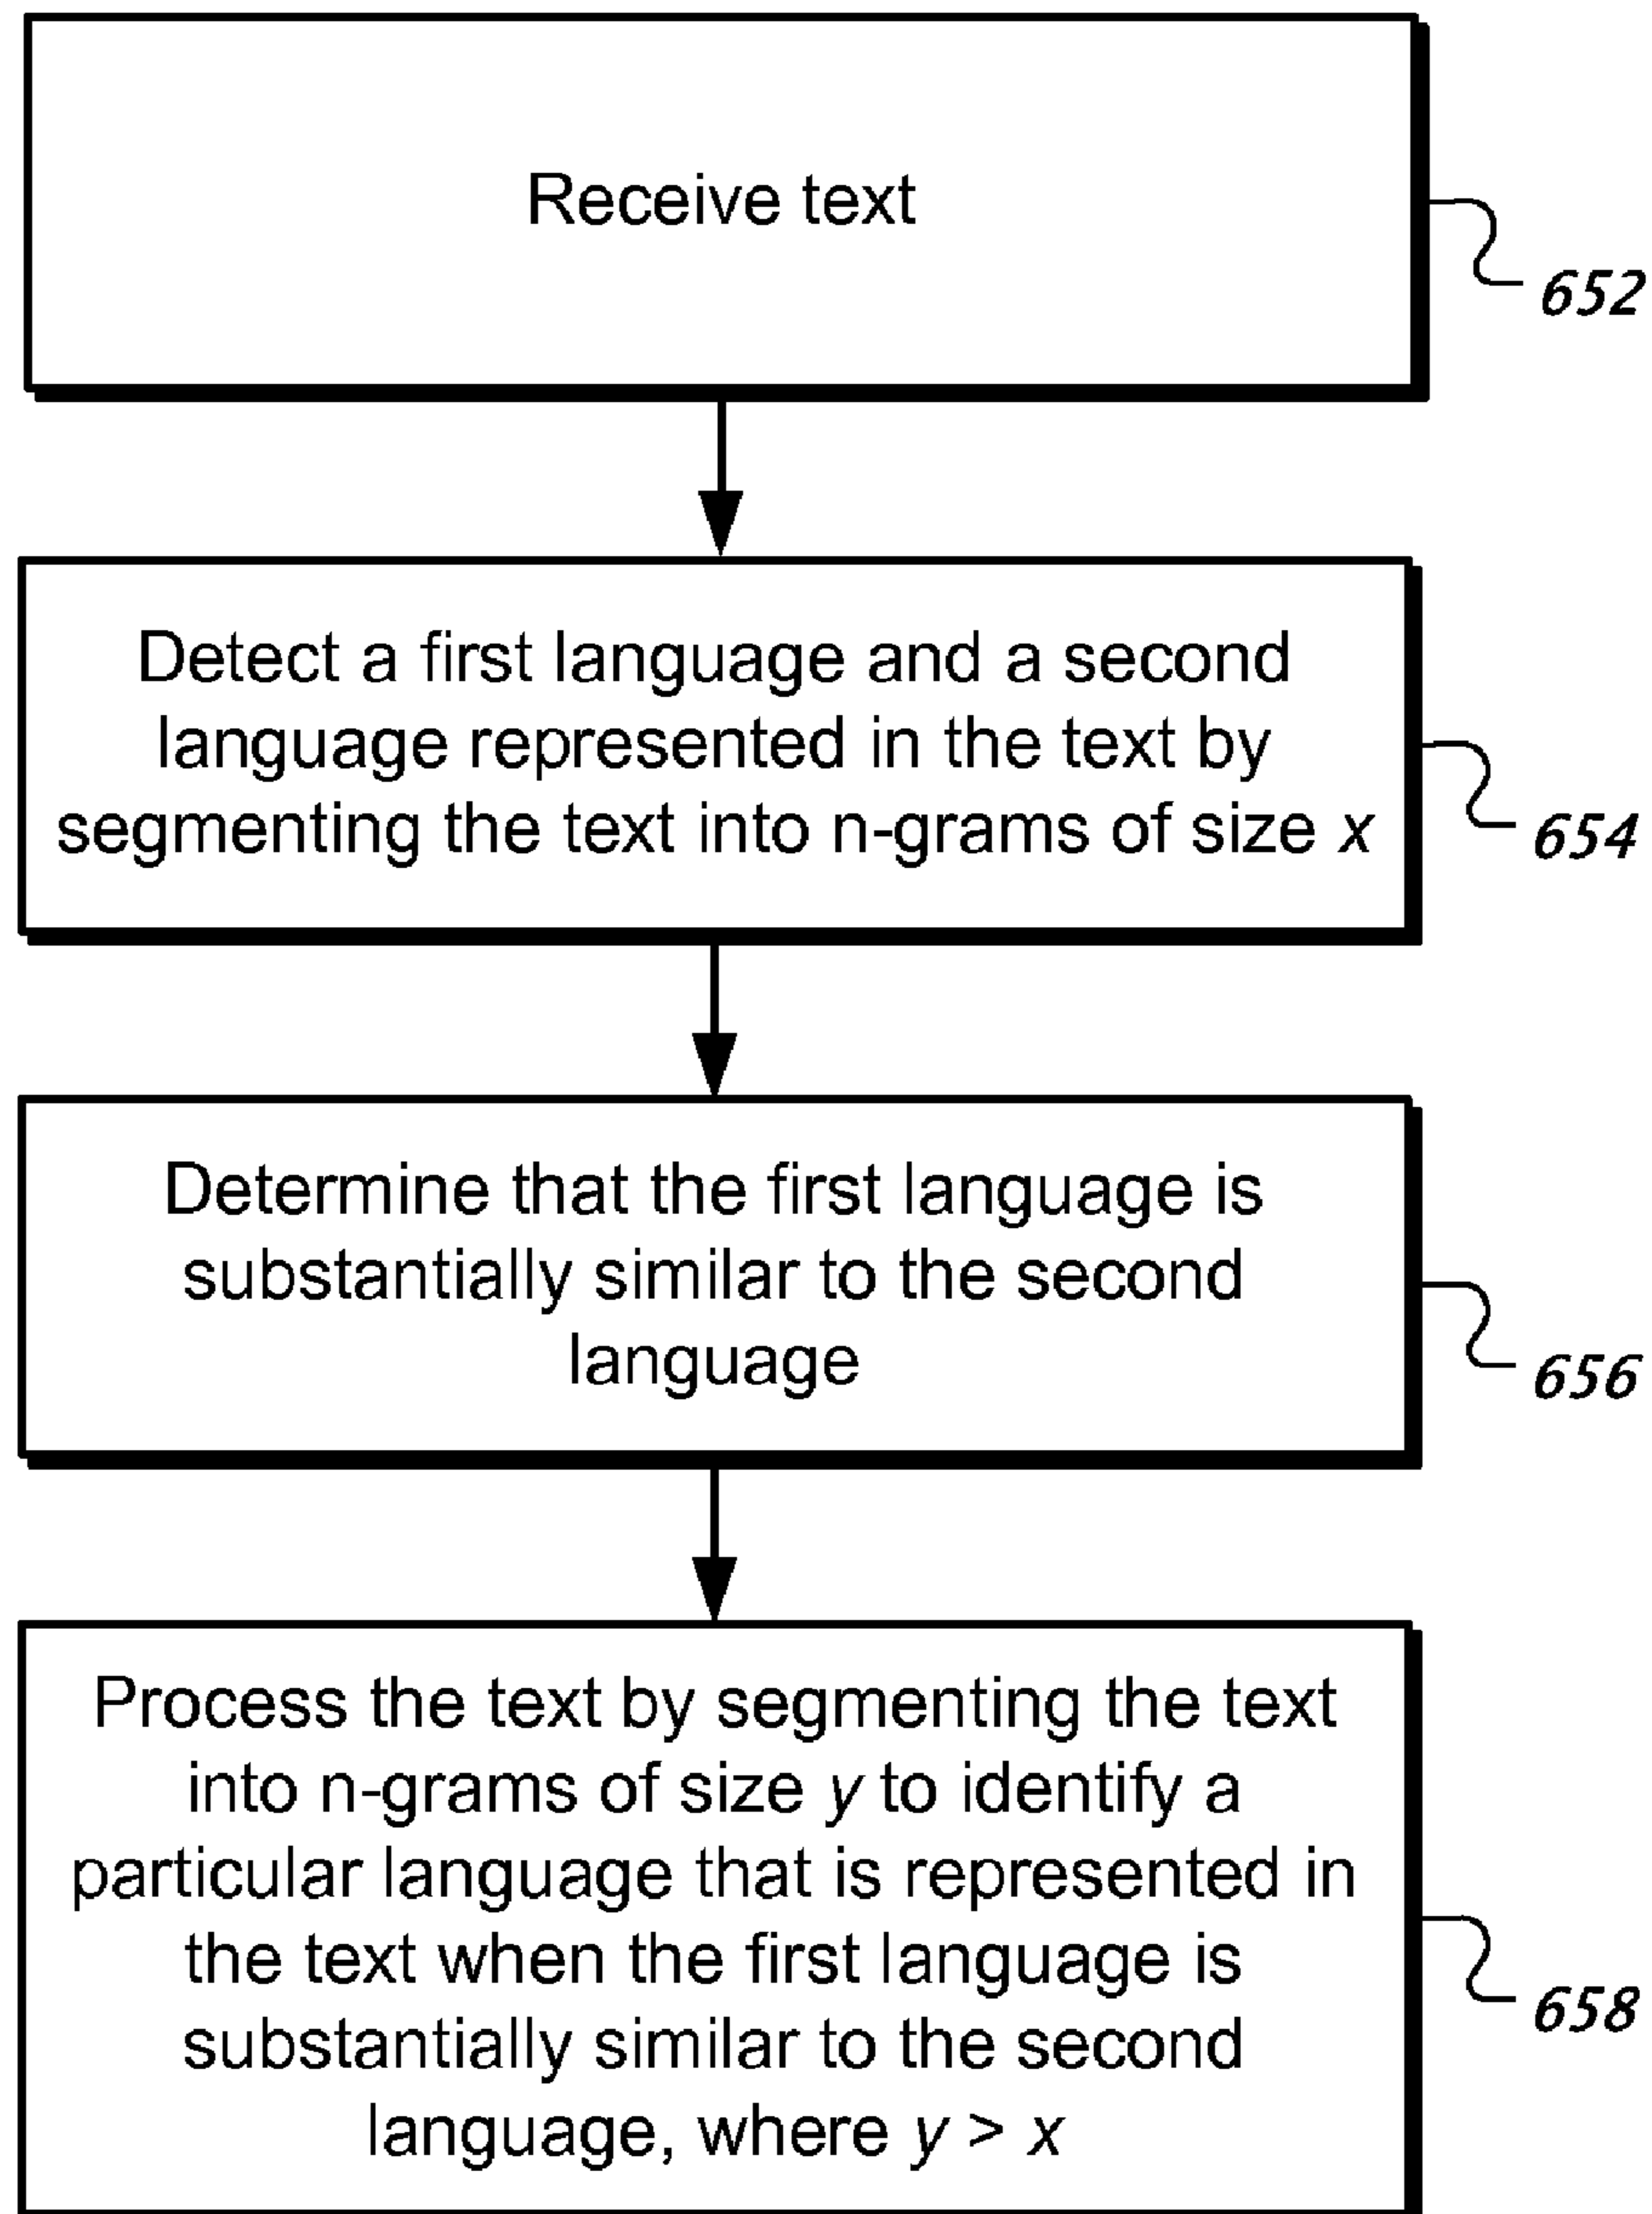 Receive text
652
Detect a first language and a second
language represented in the text by
segmenting the text into n-grams of size x
654
Determine that the first language is
substantially similar to the second
language
656
Process the text by segmenting the text
into n-grams of size y to identify a
particular language that is represented in
the text when the first language is
substantially similar to the second
language, where y > x
658